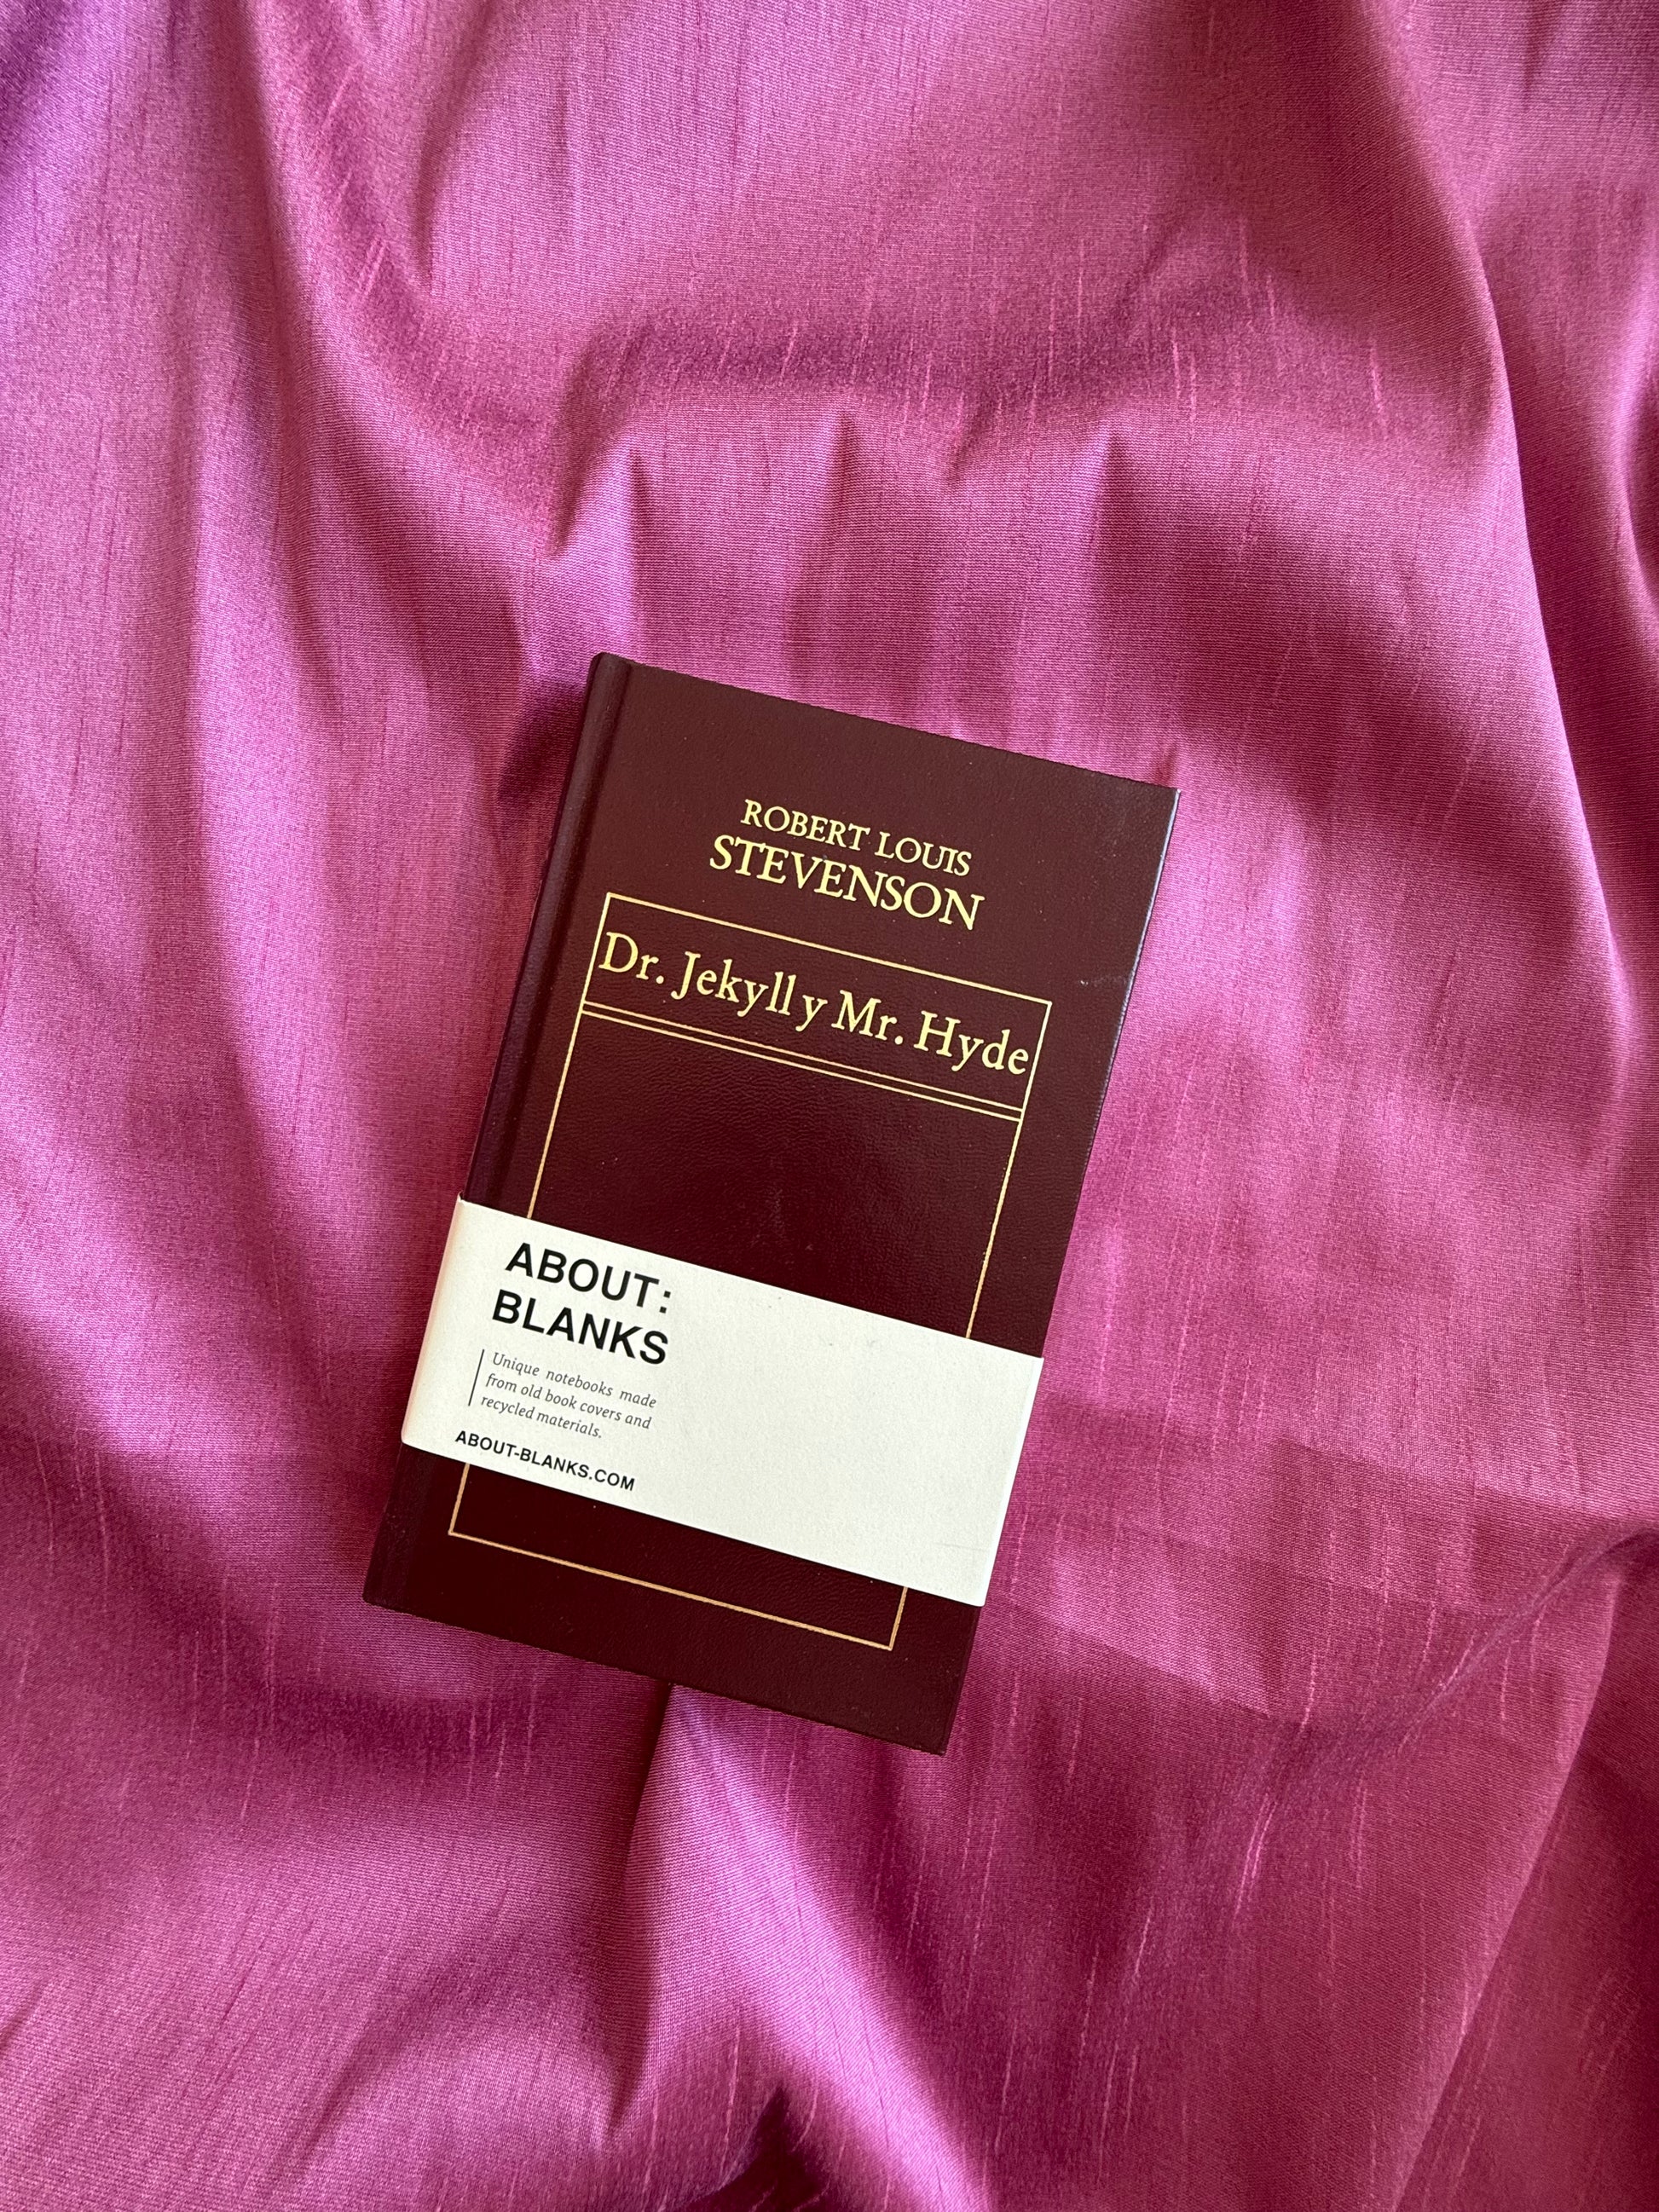 ROBERT LOUIS
STEVENSON
Dr. Jekyll y Mr. Hyde
ABOUT:
BLANKS
Unique notebooks made
from old book covers and
recycled materials.
ABOUT-BLANKS.COM